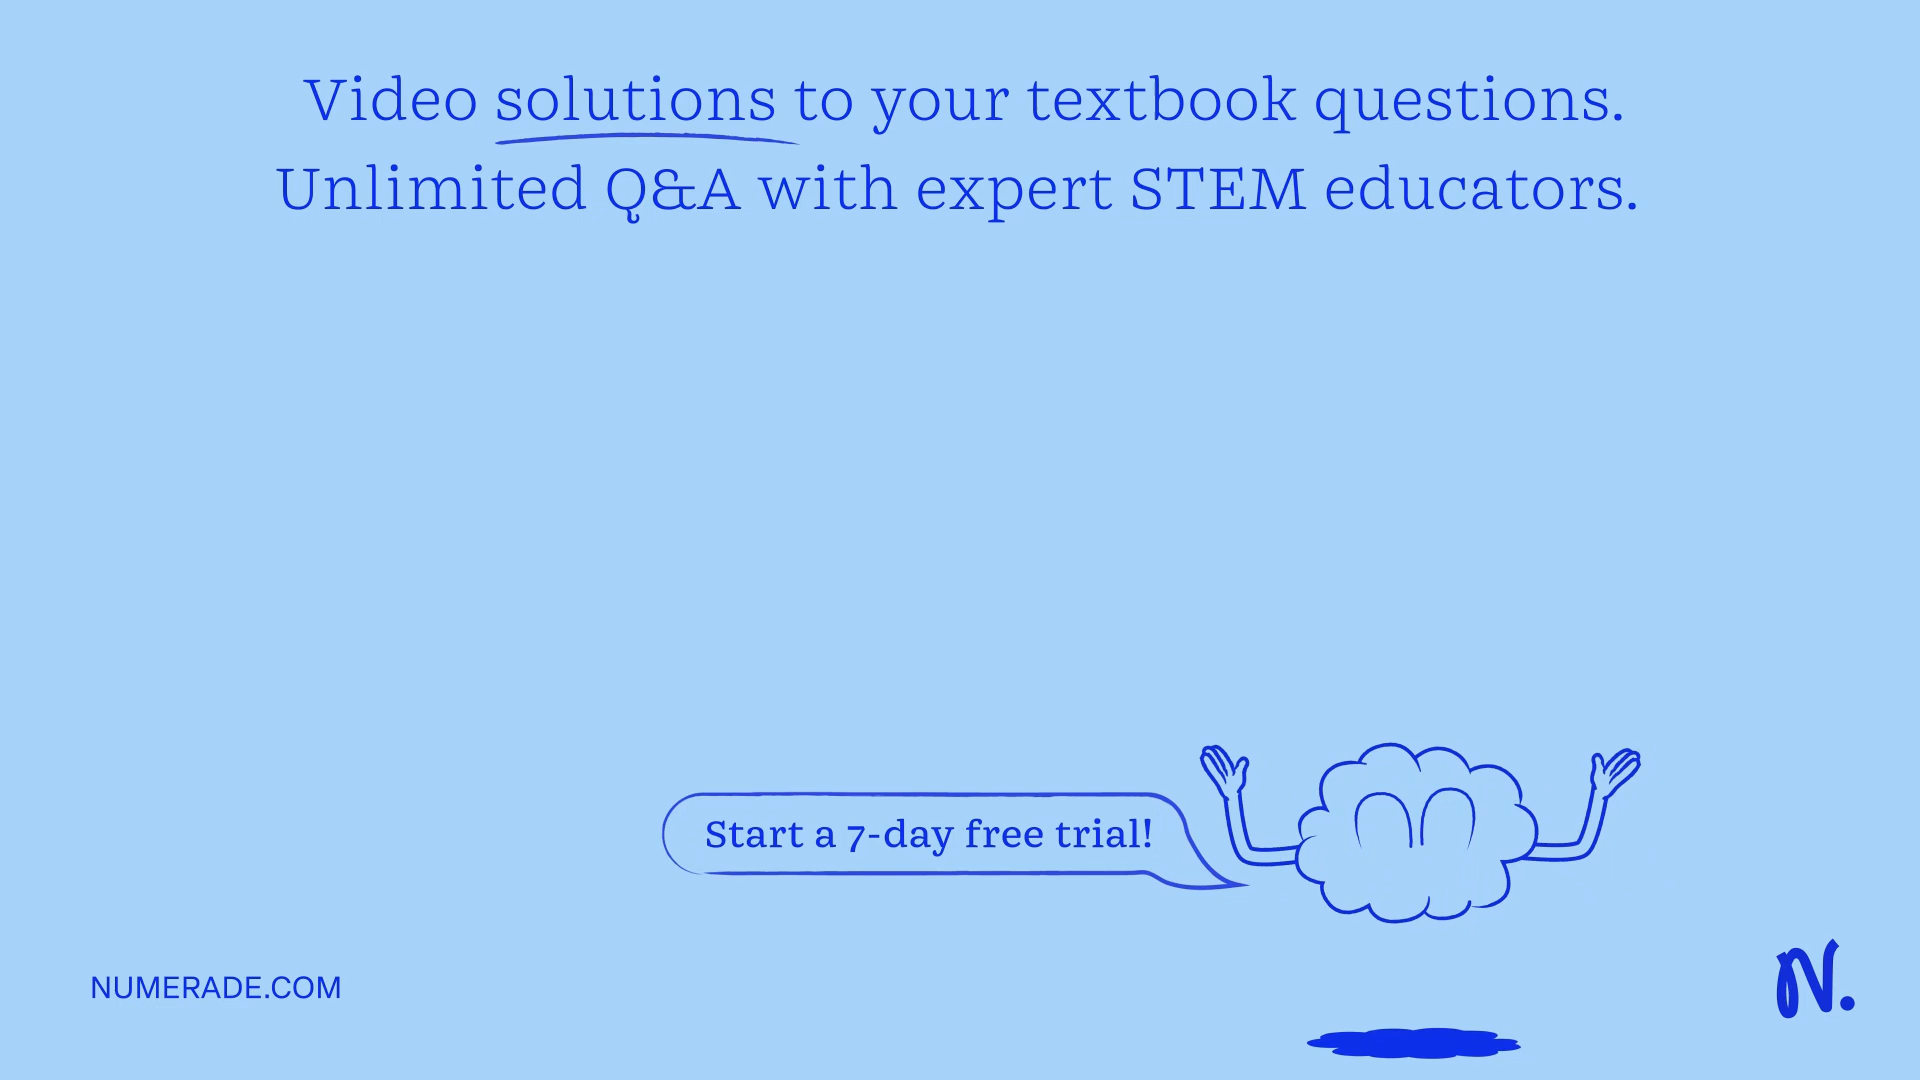 Video solutions to your textbook questions.
Unlimited Q&A with expert STEM educators.
Start a 7-day free trial!
NUMERADE.COM
N.